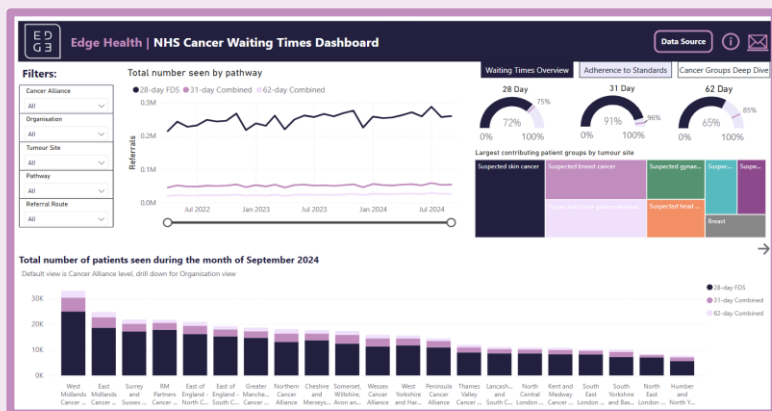 EDGE
Edge Health | NHS Cancer Waiting Times Dashboard
Data Source
Filters:
Cancer Alliance
All
Organisation
All
Tumour Site
All
Pathway
All
Referral Route
All
Total number seen by pathway
28-day FDS 31-day Combined 62-day Combined
Referrals
0.3M
0.2M
0.1M
0.0M
Jul 2022 Jan 2023 Jul 2023 Jan 2024 Jul 2024
Waiting Times Overview Adherence to Standards Cancer Groups Deep Dive
28 Day 31 Day 62 Day
75% 96% 85%
72% 91% 65%
0% 100% 0% 100% 0% 100%
Largest contributing patient groups by tumour site
Suspected skin cancer Suspected breast cancer Suspected gynae... Suspec... Suspe...
Suspected head ...
Breast
Total number of patients seen during the month of September 2024
Default view is Cancer Alliance level, drill down for Organisation view
28-day FDS
31-day Combined
62-day Combined
30K
20K
10K
0K
West Midlands Cancer ...
East Midlands Cancer ...
Surrey and Sussex ...
RM Partners Cancer ...
East of England - North C...
East of England - South C...
Greater Manche... Cancer ...
Northern Cancer Alliance
Cheshire and Merseys...
Somerset, Wiltshire, Avon an...
Wessex Cancer Alliance
West Yorkshire and Har...
Peninsula Cancer Alliance
Thames Valley Cancer ...
Lancash... and South C...
North Central London ...
Kent and Medway Cancer ...
South East London ...
South Yorkshire and Bas...
North East London ...
Humber and North Y...